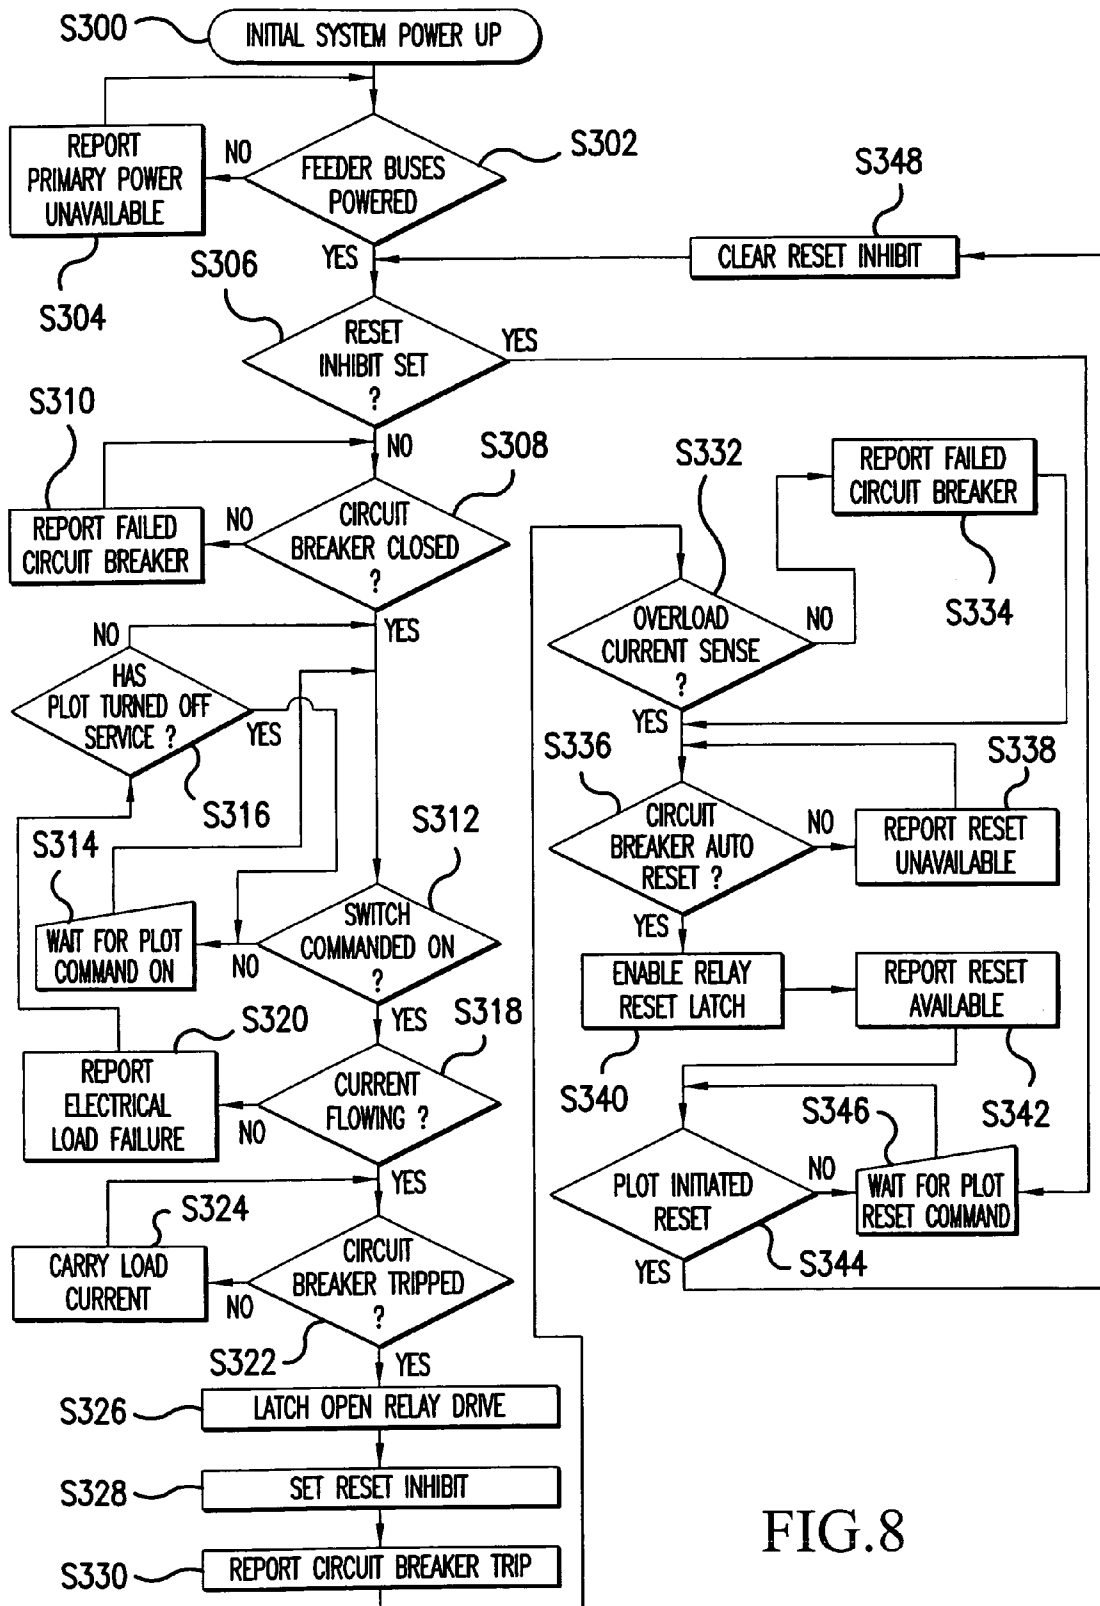 S300
INITIAL SYSTEM POWER UP
REPORT
PRIMARY POWER
UNAVAILABLE
NO
FEEDER BUSES
POWERED
S302
S304
YES
S348
CLEAR RESET INHIBIT
S306
RESET
INHIBIT SET
?
YES
S310
NO
S308
REPORT FAILED
CIRCUIT BREAKER
NO
CIRCUIT
BREAKER CLOSED
?
YES
S332
REPORT FAILED
CIRCUIT BREAKER
S334
OVERLOAD
CURRENT SENSE
?
NO
YES
NO
HAS
PLOT TURNED OFF
SERVICE ?
YES
S316
S336
CIRCUIT
BREAKER AUTO
RESET ?
NO
S338
REPORT RESET
UNAVAILABLE
YES
S314
WAIT FOR PLOT
COMMAND ON
S312
SWITCH
COMMANDED ON
?
NO
YES
ENABLE RELAY
RESET LATCH
S340
REPORT RESET
AVAILABLE
S342
S320
REPORT
ELECTRICAL
LOAD FAILURE
S318
CURRENT
FLOWING ?
NO
YES
S346
PLOT INITIATED
RESET
NO
WAIT FOR PLOT
RESET COMMAND
S344
YES
S324
CARRY LOAD
CURRENT
NO
CIRCUIT
BREAKER TRIPPED
?
S322
YES
S326
LATCH OPEN RELAY DRIVE
S328
SET RESET INHIBIT
S330
REPORT CIRCUIT BREAKER TRIP
FIG.8